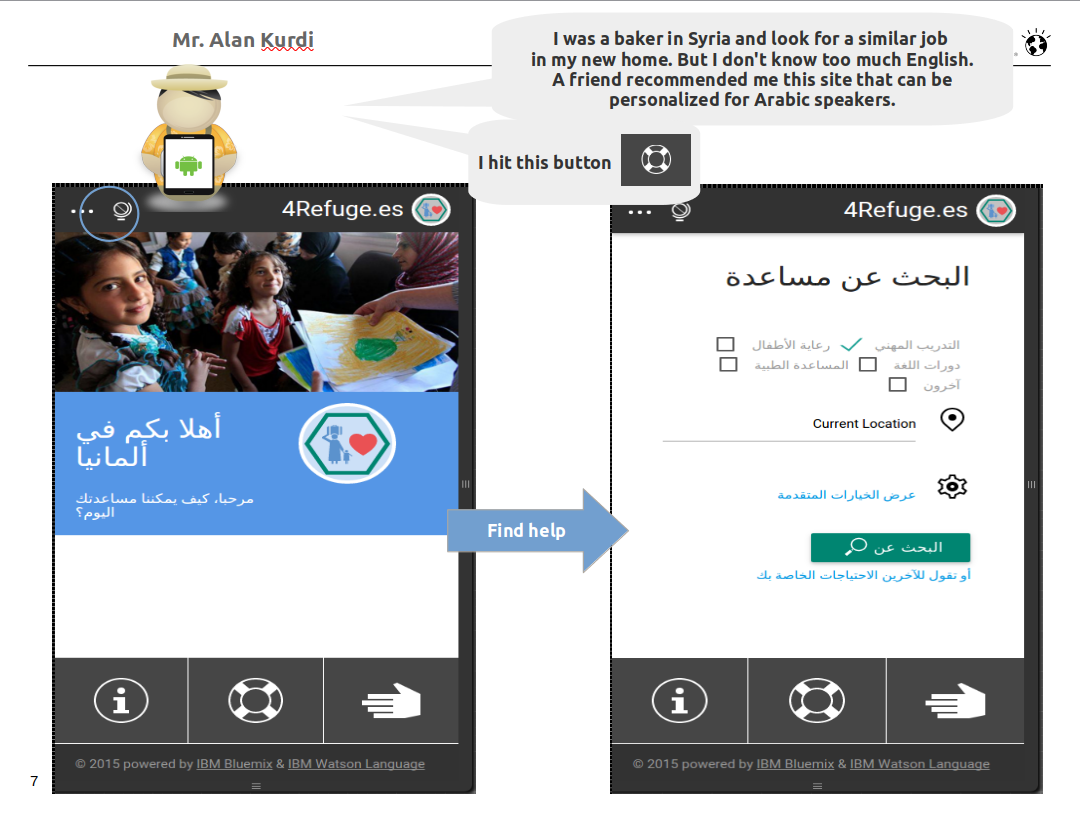 Mr. Alan Kurdi
I was a baker in Syria and look for a similar job
in my new home. But I don't know too much English.
A friend recommended me this site that can be
personalized for Arabic speakers.
I hit this button
4Refuge.es
أهلا بكم في
ألمانيا
مرحبا، كيف يمكننا مساعدتك
اليوم؟
© 2015 powered by IBM Bluemix & IBM Watson Language
Find help
4Refuge.es
البحث عن مساعدة
التدريب المهني رعاية الأطفال
دورات اللغة المساعدة الطبية
آخرون
Current Location
عرض الخيارات المتقدمة
البحث عن
أو تقول للآخرين الاحتياجات الخاصة بك
© 2015 powered by IBM Bluemix & IBM Watson Language
7